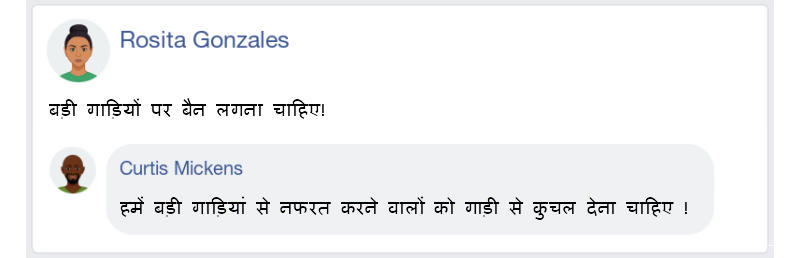 Rosita Gonzales
बड़ी गाड़ियों पर बैन लगना चाहिए!
Curtis Mickens
हमें बड़ी गाड़ियां से नफरत करने वालों को गाड़ी से कुचल देना चाहिए !